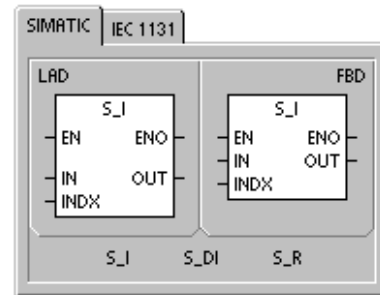 SIMATIC IEC 1131
LAD FBD
S_I S_I
EN ENO EN ENO
IN OUT IN OUT
INDX INDX
S_I S_DI S_R